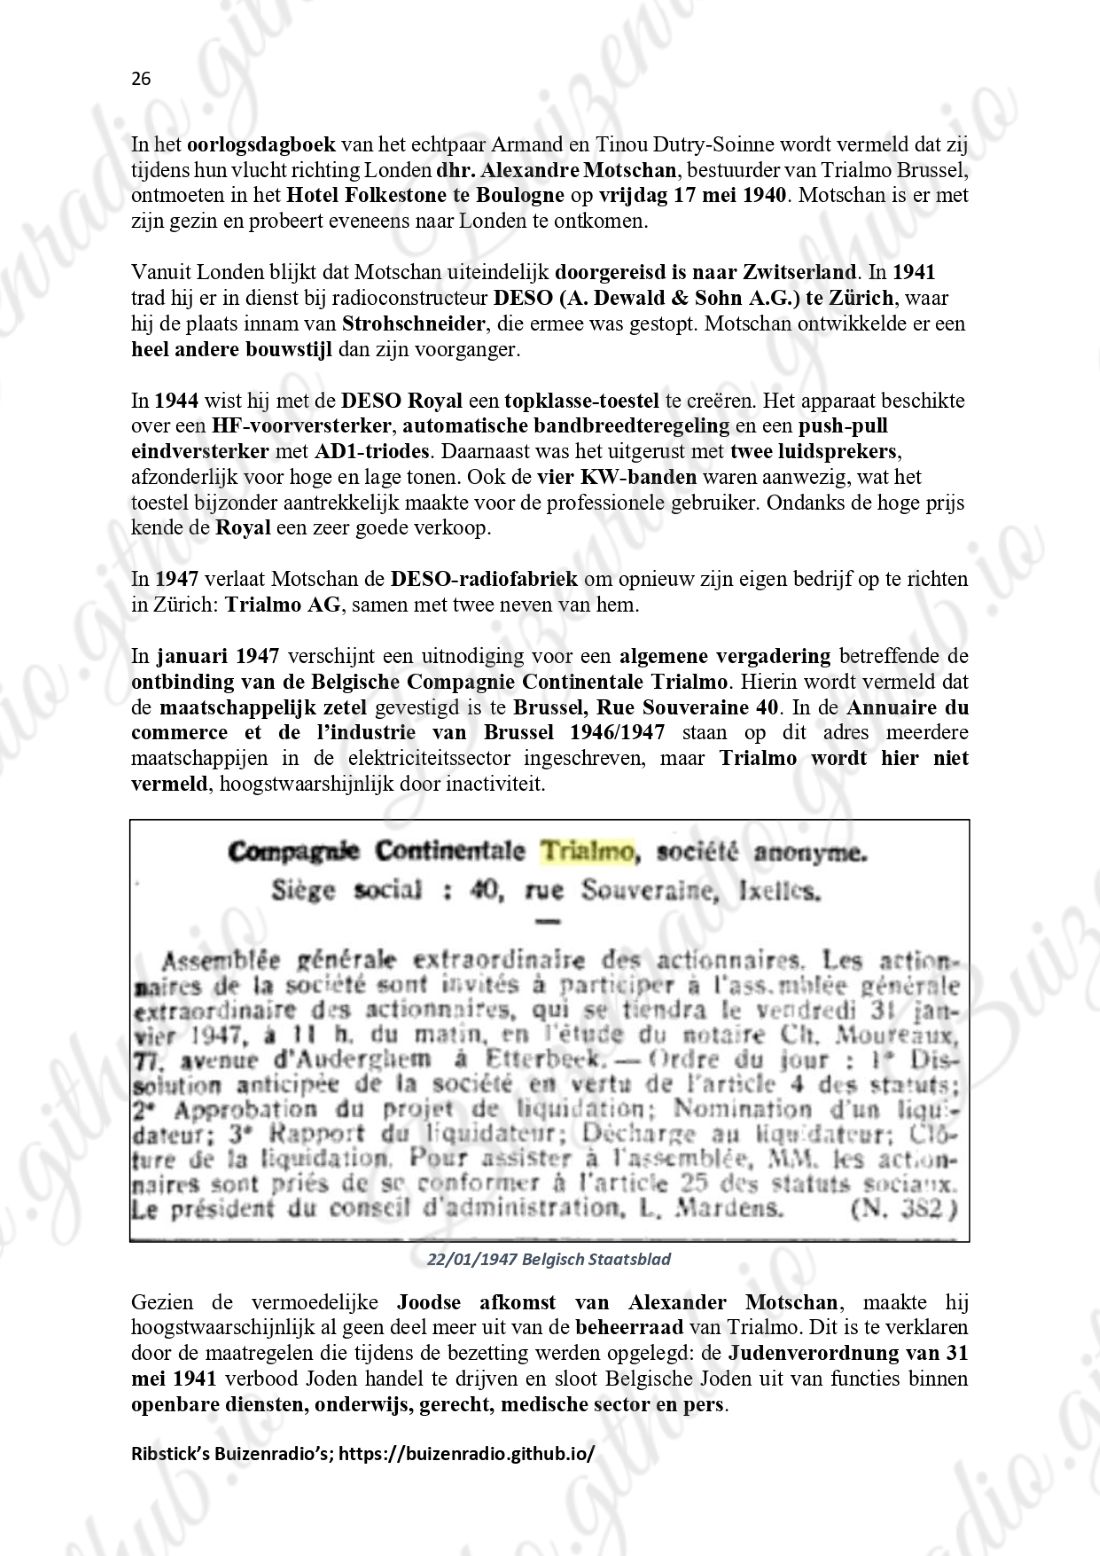 26
In het oorlogsdagboek van het echtpaar Armand en Tinou Dutry-Soinne wordt vermeld dat zij
tijdens hun vlucht richting Londen dhr. Alexandre Motschan, bestuurder van Trialmo Brussel,
ontmoeten in het Hotel Folkestone te Boulogne op vrijdag 17 mei 1940. Motschan is er met
zijn gezin en probeert eveneens naar Londen te ontkomen.
Vanuit Londen blijkt dat Motschan uiteindelijk doorgereisd is naar Zwitserland. In 1941
trad hij er in dienst bij radioconstructeur DESO (A. Dewald & Sohn A.G.) te Zürich, waar
hij de plaats innam van Strohschneider, die ermee was gestopt. Motschan ontwikkelde er een
heel andere bouwstijl dan zijn voorganger.
In 1944 wist hij met de DESO Royal een topklasse-toestel te creëren. Het apparaat beschikte
over een HF-voorversterker, automatische bandbreedteregeling en een push-pull
eindversterker met AD1-triodes. Daarnaast was het uitgerust met twee luidsprekers,
afzonderlijk voor hoge en lage tonen. Ook de vier KW-banden waren aanwezig, wat het
toestel bijzonder aantrekkelijk maakte voor de professionele gebruiker. Ondanks de hoge prijs
kende de Royal een zeer goede verkoop.
In 1947 verlaat Motschan de DESO-radiofabriek om opnieuw zijn eigen bedrijf op te richten
in Zürich: Trialmo AG, samen met twee neven van hem.
In januari 1947 verschijnt een uitnodiging voor een algemene vergadering betreffende de
ontbinding van de Belgische Compagnie Continentale Trialmo. Hierin wordt vermeld dat
de maatschappelijk zetel gevestigd is te Brussel, Rue Souveraine 40. In de Annuaire du
commerce et de l’industrie van Brussel 1946/1947 staan op dit adres meerdere
maatschappijen in de elektriciteitssector ingeschreven, maar Trialmo wordt hier niet
vermeld, hoogstwaarshijnlijk door inactiviteit.
Compagnie Continentale Trialmo, société anonyme.
Siège social : 40, rue Souveraine, Ixelles.
Assemblée générale extraordinaire des actionnaires. Les action-
naires de la société sont invités à participer à l'ass.mblée générale
extraordinaire des actionnaires, qui se tiendra le vendredi 31 jan-
vier 1947, à 11 h. du matin, en l'étude du notaire Ch. Moureaux,
77, avenue d'Auderghem à Etterbeek. — Ordre du jour : 1° Dis-
solution anticipée de la société en vertu de l'article 4 des statuts;
2° Approbation du projet de liquidation; Nomination d'un liqui-
dateur; 3° Rapport du liquidateur; Décharge au liquidateur; Clô-
ture de la liquidation. Pour assister à l'assemblée, MM. les action-
naires sont priés de se conformer à l'article 25 des statuts sociaux.
Le président du conseil d'administration, L. Mardens. (N. 382)
22/01/1947 Belgisch Staatsblad
Gezien de vermoedelijke Joodse afkomst van Alexander Motschan, maakte hij
hoogstwaarschijnlijk al geen deel meer uit van de beheerraad van Trialmo. Dit is te verklaren
door de maatregelen die tijdens de bezetting werden opgelegd: de Judenverordnung van 31
mei 1941 verbood Joden handel te drijven en sloot Belgische Joden uit van functies binnen
openbare diensten, onderwijs, gerecht, medische sector en pers.
Ribstick’s Buizenradio’s; https://buizenradio.github.io/